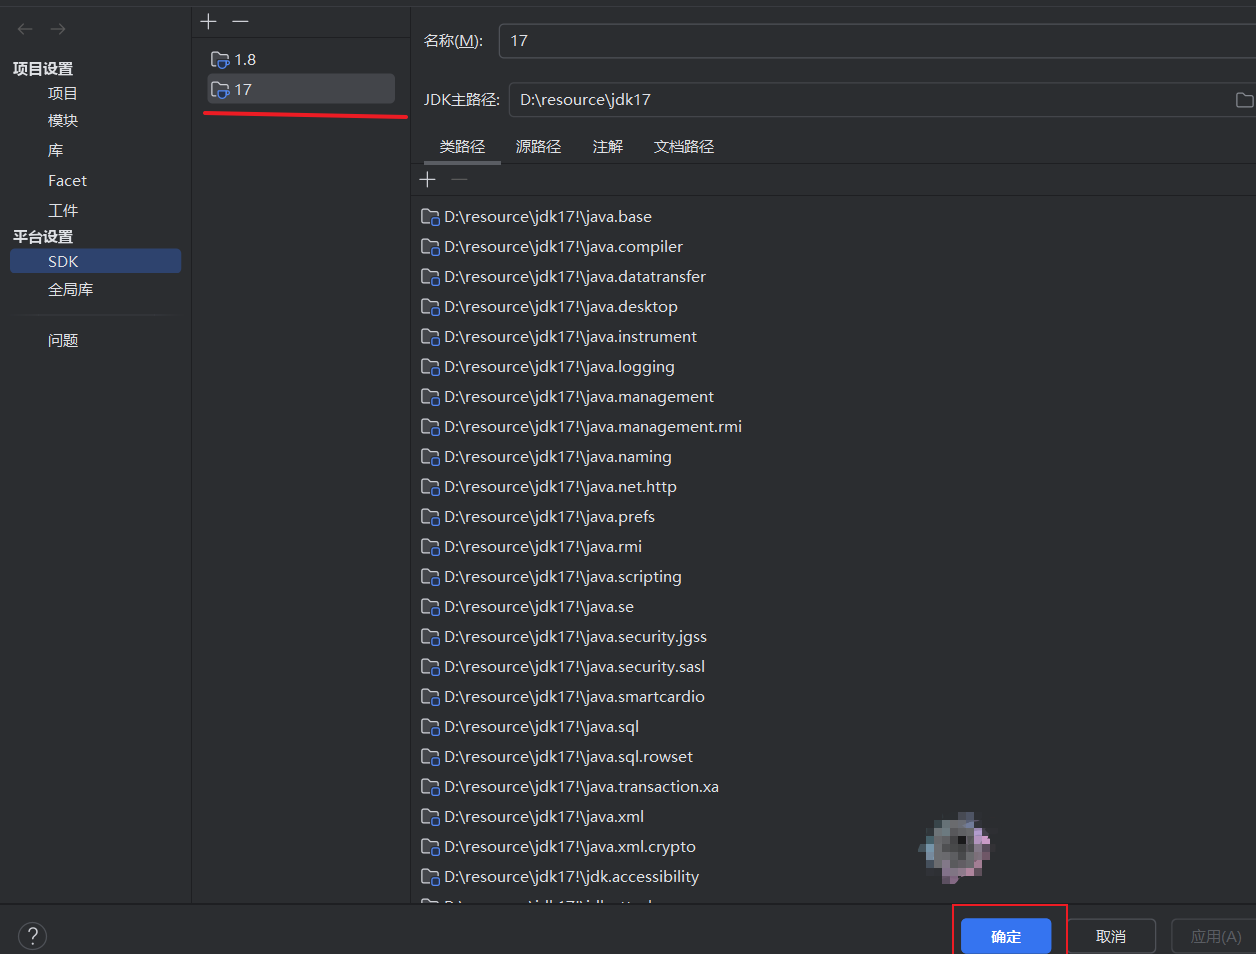 项目设置
项目
模块
库
Facet
工件
平台设置
SDK
全局库
问题
1.8
17
名称(M):
17
JDK主路径:
D:\resource\jdk17
类路径 源路径 注解 文档路径
D:\resource\jdk17!\java.base
D:\resource\jdk17!\java.compiler
D:\resource\jdk17!\java.datatransfer
D:\resource\jdk17!\java.desktop
D:\resource\jdk17!\java.instrument
D:\resource\jdk17!\java.logging
D:\resource\jdk17!\java.management
D:\resource\jdk17!\java.management.rmi
D:\resource\jdk17!\java.naming
D:\resource\jdk17!\java.net.http
D:\resource\jdk17!\java.prefs
D:\resource\jdk17!\java.rmi
D:\resource\jdk17!\java.scripting
D:\resource\jdk17!\java.se
D:\resource\jdk17!\java.security.jgss
D:\resource\jdk17!\java.security.sasl
D:\resource\jdk17!\java.smartcardio
D:\resource\jdk17!\java.sql
D:\resource\jdk17!\java.sql.rowset
D:\resource\jdk17!\java.transaction.xa
D:\resource\jdk17!\java.xml
D:\resource\jdk17!\java.xml.crypto
D:\resource\jdk17!\jdk.accessibility
?
确定 取消 应用(A)